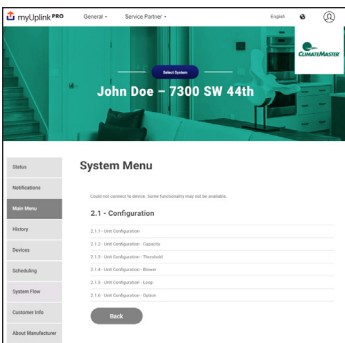 myUplink PRO
General
Service Partner
English
CLIMATEMASTER
Select System
John Doe – 7300 SW 44th
Status
Notifications
Main Menu
History
Devices
Scheduling
System Flow
Customer Info
About Manufacturer
System Menu
Could not connect to device. Some functionality may not be available.
2.1 - Configuration
2.1.1 - Unit Configuration
2.1.2 - Unit Configuration - Capacity
2.1.3 - Unit Configuration - Threshold
2.1.4 - Unit Configuration - Blower
2.1.5 - Unit Configuration - Loop
2.1.6 - Unit Configuration - Option
Back